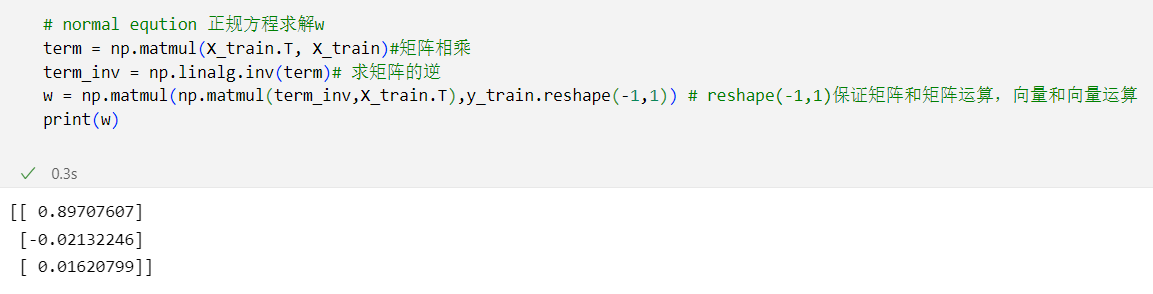 # normal eqution 正规方程求解w
term = np.matmul(X_train.T, X_train)#矩阵相乘
term_inv = np.linalg.inv(term)# 求矩阵的逆
w = np.matmul(np.matmul(term_inv,X_train.T),y_train.reshape(-1,1)) # reshape(-1,1)保证矩阵和矩阵运算，向量和向量运算
print(w)
0.3s
[[ 0.89707607]
 [-0.02132246]
 [ 0.01620799]]